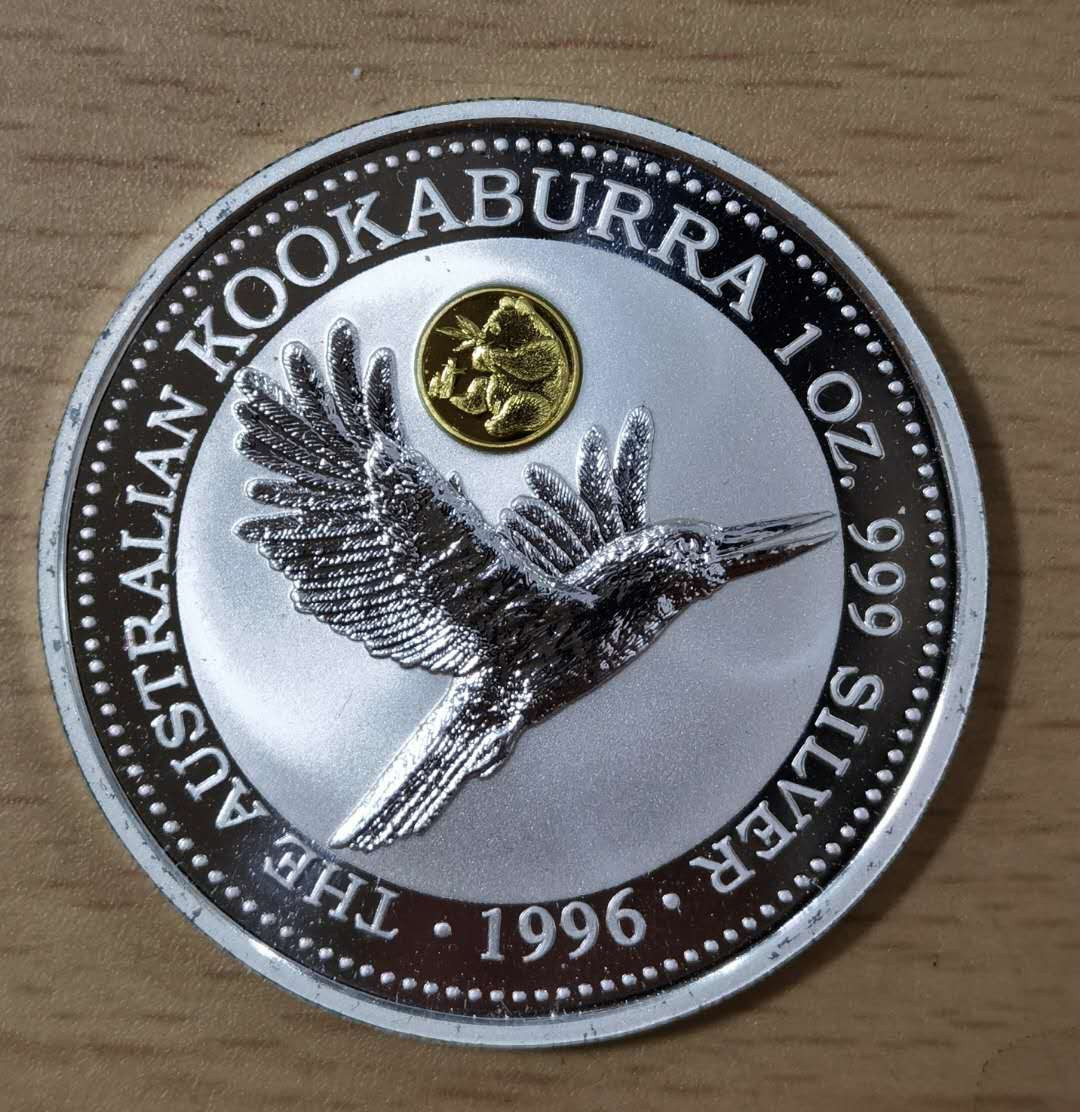 THE AUSTRALIAN KOOKABURRA 1 OZ. 999 SILVER
· 1996 ·